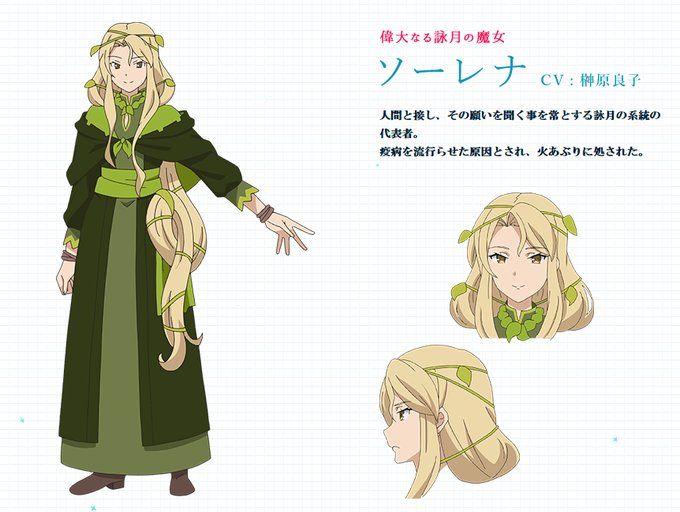 偉大なる詠月の魔女
ソーレナ CV：榊原良子
人間と接し、その願いを聞く事を常とする詠月の系統の
代表者。
疫病を流行らせた原因とされ、火あぶりに処された。